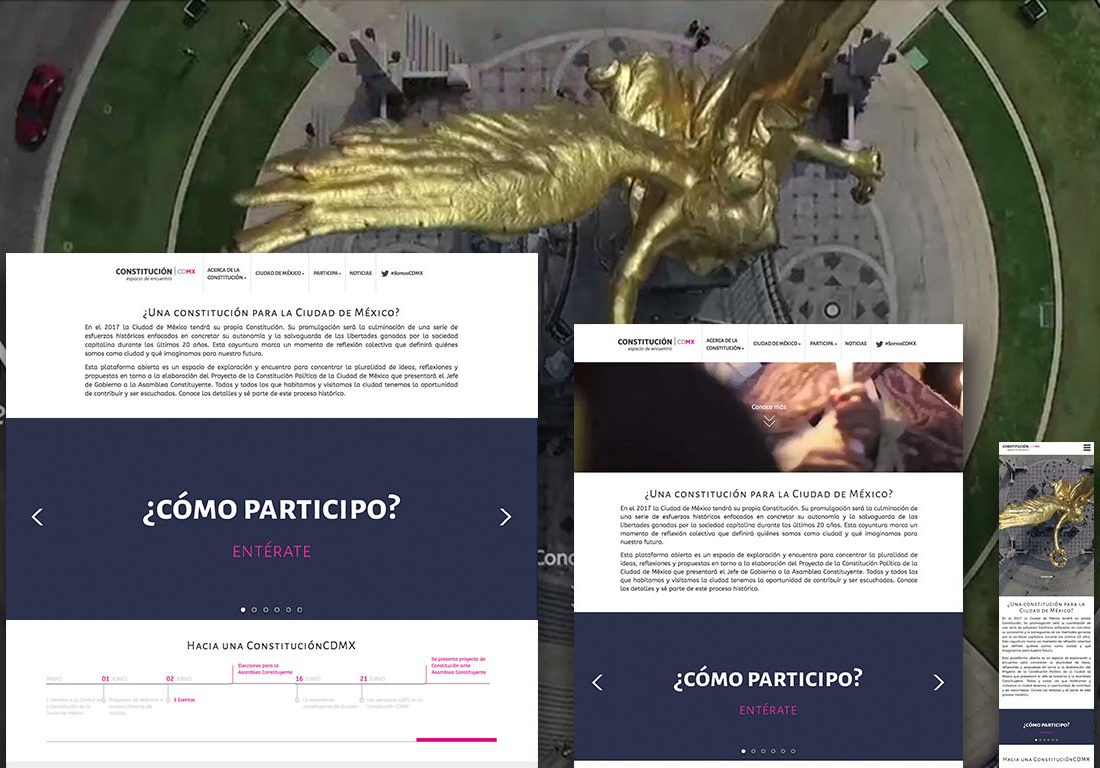 CONSTITUCIÓN | CDMX
espacio de encuentro
ACERCA DE LA
CONSTITUCIÓN
CIUDAD DE MÉXICO
PARTICIPA
NOTICIAS
#SomosCDMX
¿Una constitución para la Ciudad de México?
En el 2017 la Ciudad de México tendrá su propia Constitución. Su promulgación será la culminación de una serie de
esfuerzos históricos enfocados en concretar su autonomía y la salvaguarda de las libertades ganadas por la sociedad
capitalina durante los últimos 20 años. Esta coyuntura marca un momento de reflexión colectiva que definirá quiénes
somos como ciudad y qué imaginamos para nuestro futuro.
Esta plataforma abierta es un espacio de exploración y encuentro para concentrar la pluralidad de ideas, reflexiones y
propuestas en torno a la elaboración del Proyecto de la Constitución Política de la Ciudad de México que presentará el Jefe
de Gobierno a la Asamblea Constituyente. Todas y todos los que habitamos y visitamos la ciudad tenemos la oportunidad
de contribuir y ser escuchados. Conoce los detalles y sé parte de este proceso histórico.
¿CÓMO PARTICIPO?
ENTÉRATE
Hacia una ConstituciónCDMX
Elecciones para la
Asamblea Constituyente
Se presenta proyecto de
Constitución ante
Asamblea Constituyente
MAYO
01 JUNIO
02 JUNIO
16 JUNIO
21 JUNIO
3 Eventos
Cono
CONSTITUCIÓN | CDMX
espacio de encuentro
ACERCA DE LA
CONSTITUCIÓN
CIUDAD DE MÉXICO
PARTICIPA
NOTICIAS
#SomosCDMX
Conoce más
¿Una constitución para la Ciudad de México?
En el 2017 la Ciudad de México tendrá su propia Constitución. Su promulgación será la culminación de
una serie de esfuerzos históricos enfocados en concretar su autonomía y la salvaguarda de las
libertades ganadas por la sociedad capitalina durante los últimos 20 años. Esta coyuntura marca un
momento de reflexión colectiva que definirá quiénes somos como ciudad y qué imaginamos para
nuestro futuro.
Esta plataforma abierta es un espacio de exploración y encuentro para concentrar la pluralidad de
ideas, reflexiones y propuestas en torno a la elaboración del Proyecto de la Constitución Política de la
Ciudad de México que presentará el Jefe de Gobierno a la Asamblea Constituyente. Todas y todos los
que habitamos y visitamos la ciudad tenemos la oportunidad de contribuir y ser escuchados. Conoce
los detalles y sé parte de este proceso histórico.
¿CÓMO PARTICIPO?
ENTÉRATE
CONSTITUCIÓN | CDMX
¿Una constitución para la
Ciudad de México?
¿CÓMO PARTICIPO?
Hacia una ConstituciónCDMX